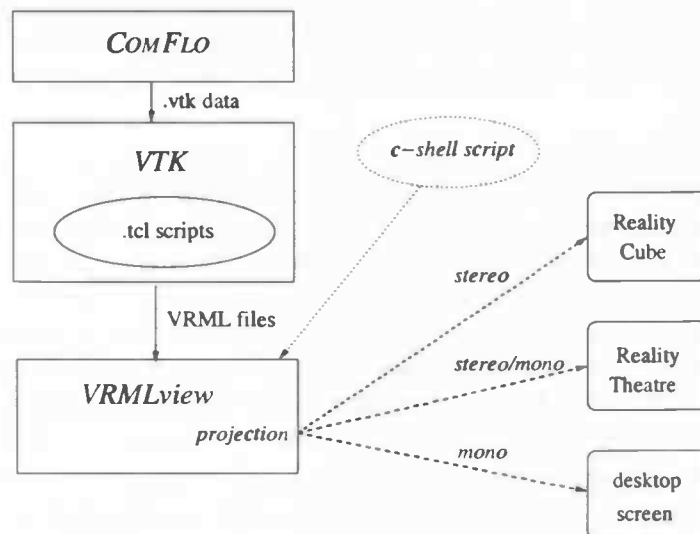 COMFLO
.vtk data
VTK
c-shell script
.tcl scripts
Reality
Cube
stereo
VRML files
stereo/mono
Reality
Theatre
VRMLview
projection
mono
desktop
screen